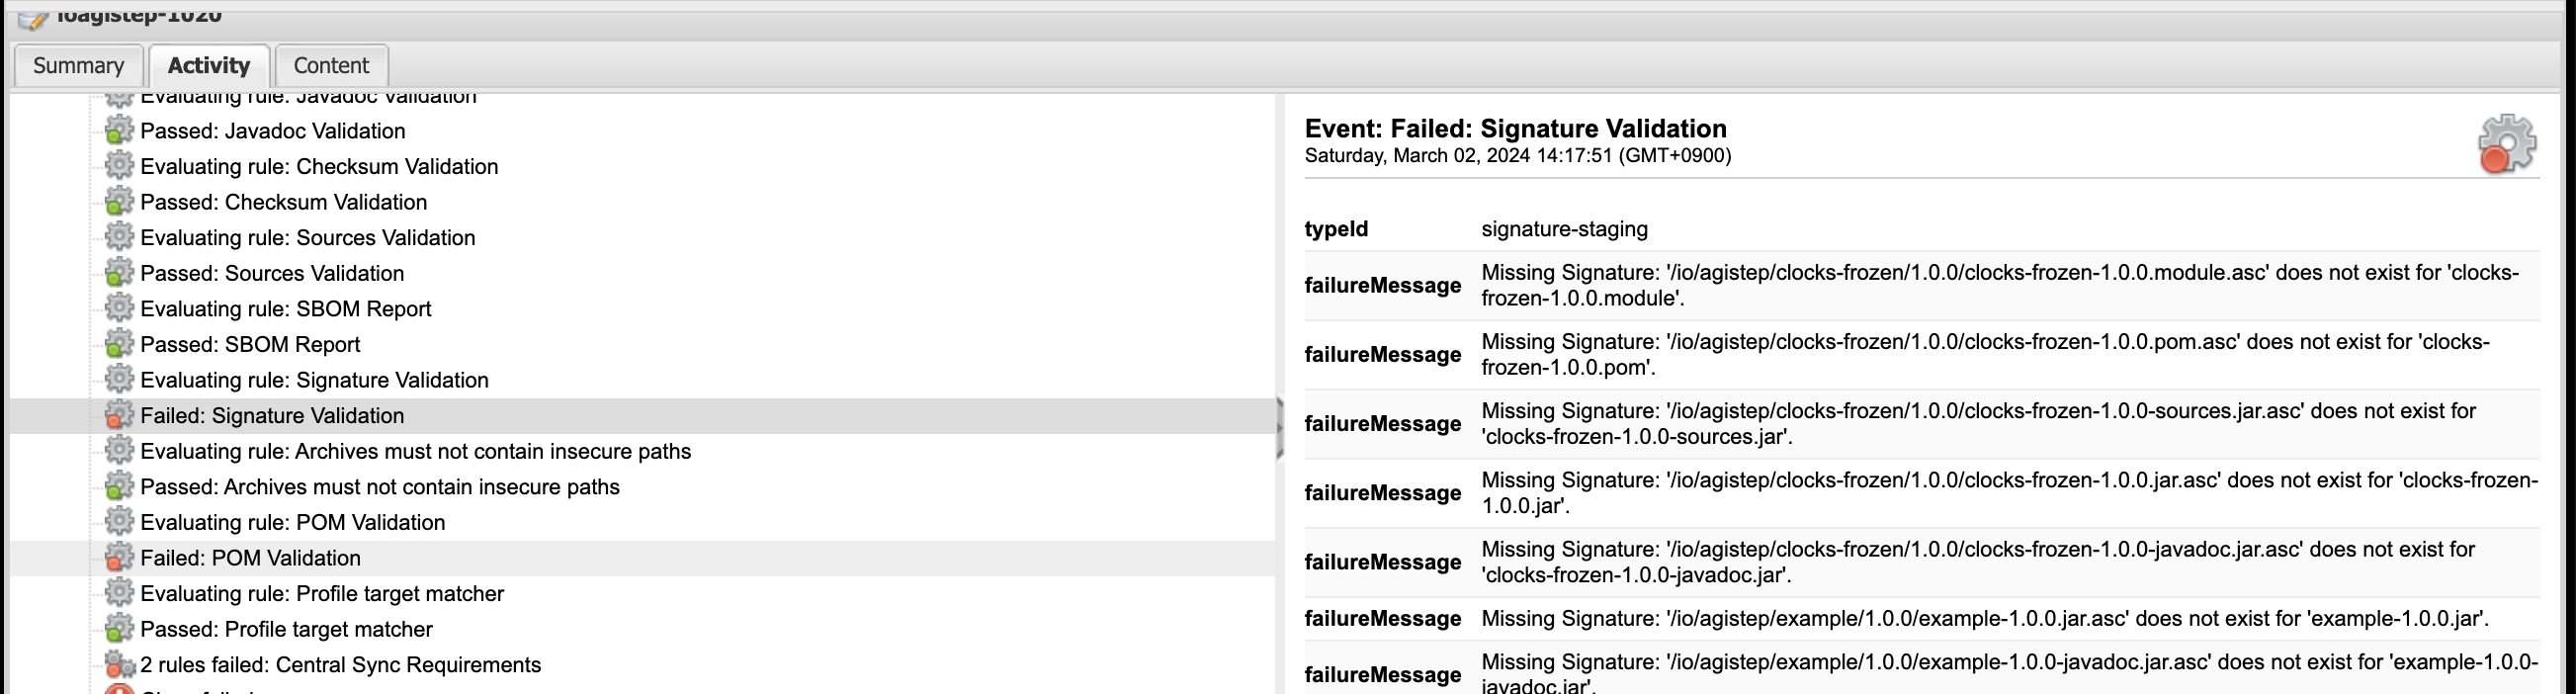 ioagistep-1020
Summary
Activity
Content
Evaluating rule: Javadoc Validation
Passed: Javadoc Validation
Evaluating rule: Checksum Validation
Passed: Checksum Validation
Evaluating rule: Sources Validation
Passed: Sources Validation
Evaluating rule: SBOM Report
Passed: SBOM Report
Evaluating rule: Signature Validation
Failed: Signature Validation
Evaluating rule: Archives must not contain insecure paths
Passed: Archives must not contain insecure paths
Evaluating rule: POM Validation
Failed: POM Validation
Evaluating rule: Profile target matcher
Passed: Profile target matcher
2 rules failed: Central Sync Requirements
Event: Failed: Signature Validation
Saturday, March 02, 2024 14:17:51 (GMT+0900)
typeId signature-staging
failureMessage Missing Signature: '/io/agistep/clocks-frozen/1.0.0/clocks-frozen-1.0.0.module.asc' does not exist for 'clocks-
frozen-1.0.0.module'.
failureMessage Missing Signature: '/io/agistep/clocks-frozen/1.0.0/clocks-frozen-1.0.0.pom.asc' does not exist for 'clocks-
frozen-1.0.0.pom'.
failureMessage Missing Signature: '/io/agistep/clocks-frozen/1.0.0/clocks-frozen-1.0.0-sources.jar.asc' does not exist for
'clocks-frozen-1.0.0-sources.jar'.
failureMessage Missing Signature: '/io/agistep/clocks-frozen/1.0.0/clocks-frozen-1.0.0.jar.asc' does not exist for 'clocks-frozen-
1.0.0.jar'.
failureMessage Missing Signature: '/io/agistep/clocks-frozen/1.0.0/clocks-frozen-1.0.0-javadoc.jar.asc' does not exist for
'clocks-frozen-1.0.0-javadoc.jar'.
failureMessage Missing Signature: '/io/agistep/example/1.0.0/example-1.0.0.jar.asc' does not exist for 'example-1.0.0.jar'.
failureMessage Missing Signature: '/io/agistep/example/1.0.0/example-1.0.0-javadoc.jar.asc' does not exist for 'example-1.0.0-
javadoc.jar'.